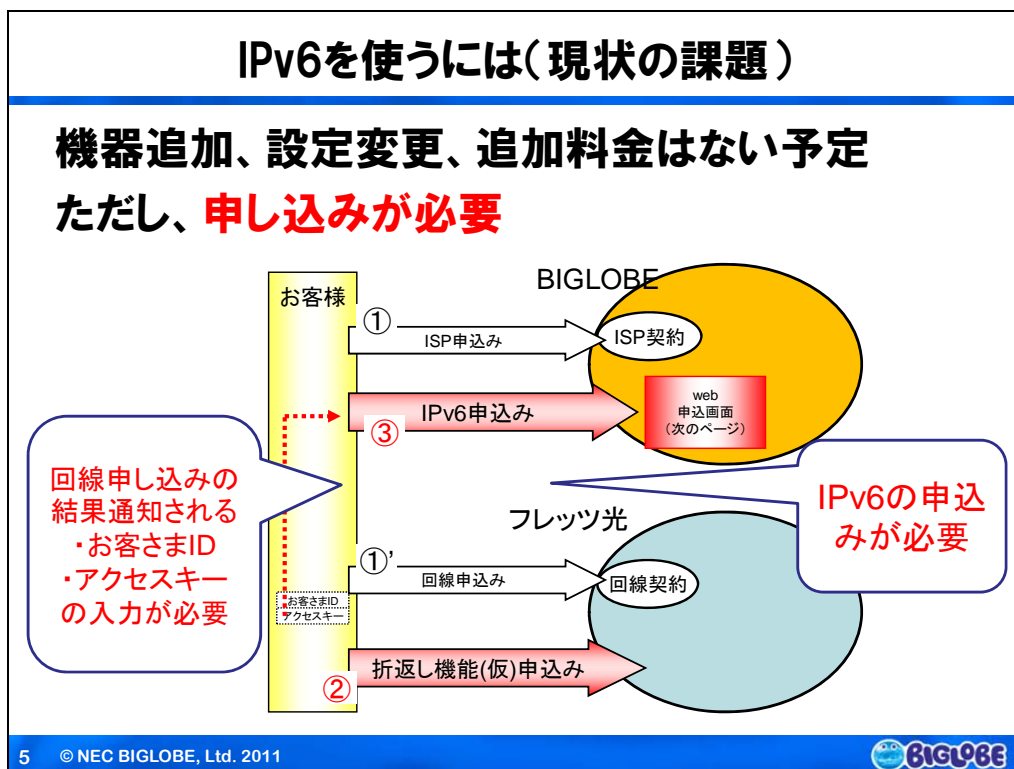 IPv6を使うには(現状の課題)
機器追加、設定変更、追加料金はない予定
ただし、申し込みが必要
お客様
BIGLOBE
①
ISP申込み
ISP契約
③
IPv6申込み
web
申込画面
(次のページ)
回線申し込みの
結果通知される
・お客さまID
・アクセスキー
の入力が必要
IPv6の申込
みが必要
フレッツ光
①’
回線申込み
回線契約
お客さまID
アクセスキー
②
折返し機能(仮)申込み
5 © NEC BIGLOBE, Ltd. 2011
BIGLOBE